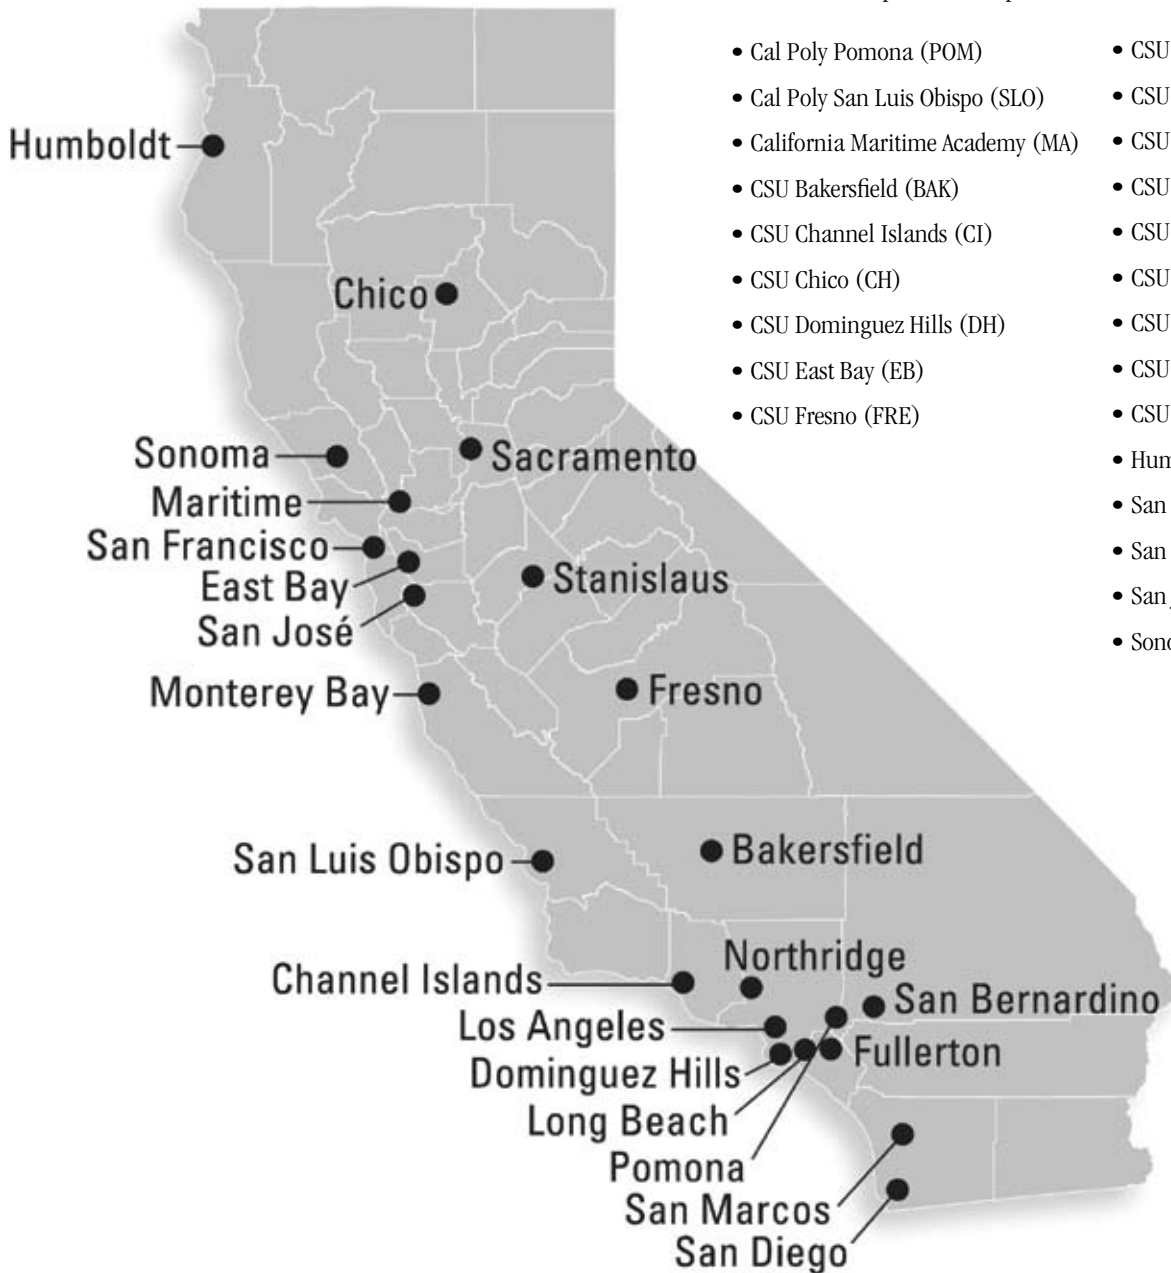 • Cal Poly Pomona (POM)
• Cal Poly San Luis Obispo (SLO)
• California Maritime Academy (MA)
• CSU Bakersfield (BAK)
• CSU Channel Islands (CI)
• CSU Chico (CH)
• CSU Dominguez Hills (DH)
• CSU East Bay (EB)
• CSU Fresno (FRE)
• CSU
• CSU
• CSU
• CSU
• CSU
• CSU
• CSU
• CSU
• CSU
• Hum
• San
• San
• San
• Sono
Humboldt
Chico
Sonoma
Sacramento
Maritime
San Francisco
East Bay
Stanislaus
San José
Monterey Bay
Fresno
San Luis Obispo
Bakersfield
Northridge
Channel Islands
San Bernardino
Los Angeles
Fullerton
Dominguez Hills
Long Beach
Pomona
San Marcos
San Diego